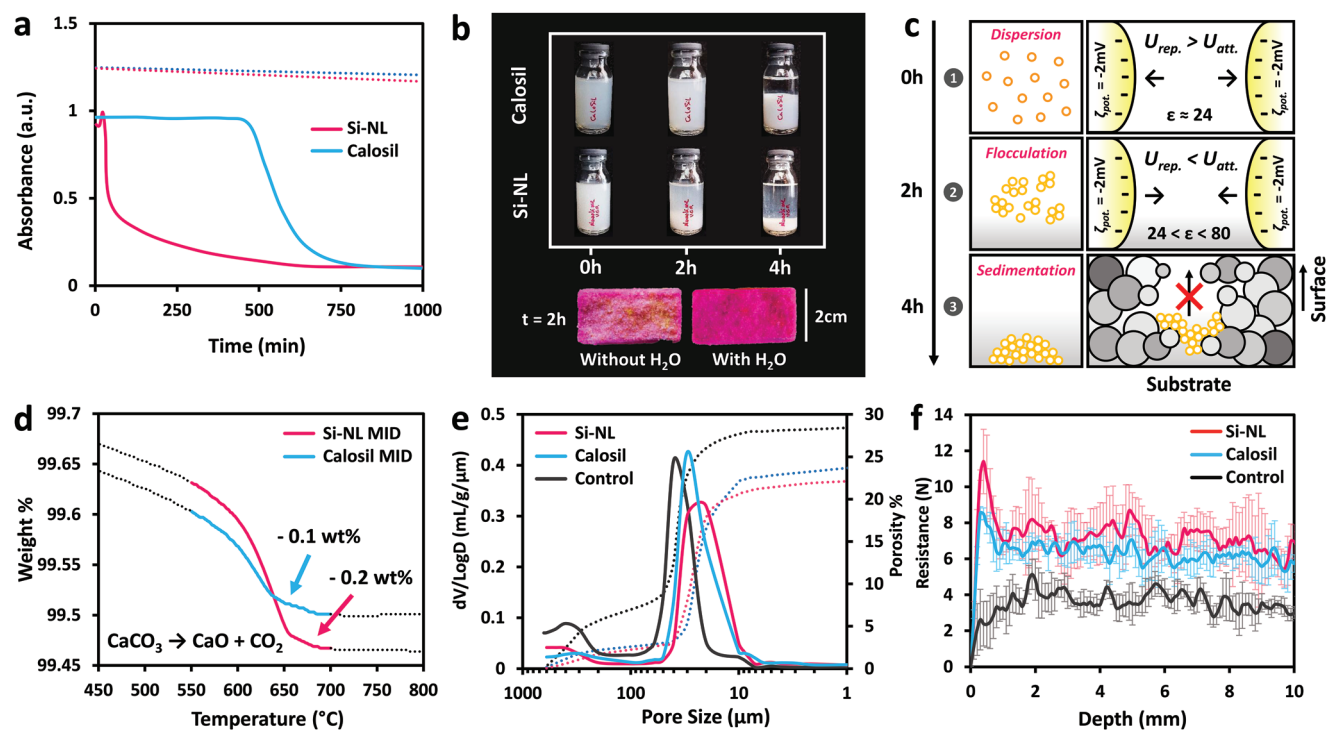 a
1.5
1
0.5
0
0
250
500
750
1000
Absorbance (a.u.)
Time (min)
Si-NL
Calosil
b
Calosil
Si-NL
CaLoSiL
CaLoSiL
CaLoSiL
0h
2h
4h
t = 2h
2cm
Without H₂O
With H₂O
c
0h
2h
4h
1
2
3
Dispersion
Flocculation
Sedimentation
ζpot. = -2mV
Urep. > Uatt.
ε ≈ 24
ζpot. = -2mV
ζpot. = -2mV
Urep. < Uatt.
24 < ε < 80
ζpot. = -2mV
Surface
Substrate
d
99.7
99.65
99.6
99.55
99.5
99.45
450
500
550
600
650
700
750
800
Weight %
Temperature (°C)
Si-NL MID
Calosil MID
- 0.1 wt%
- 0.2 wt%
CaCO₃ → CaO + CO₂
e
0.5
0.4
0.3
0.2
0.1
0
30
25
20
15
10
5
0
1000
100
10
1
dV/LogD (mL/g/µm)
Porosity %
Pore Size (µm)
Si-NL
Calosil
Control
f
14
12
10
8
6
4
2
0
0
2
4
6
8
10
Resistance (N)
Depth (mm)
Si-NL
Calosil
Control